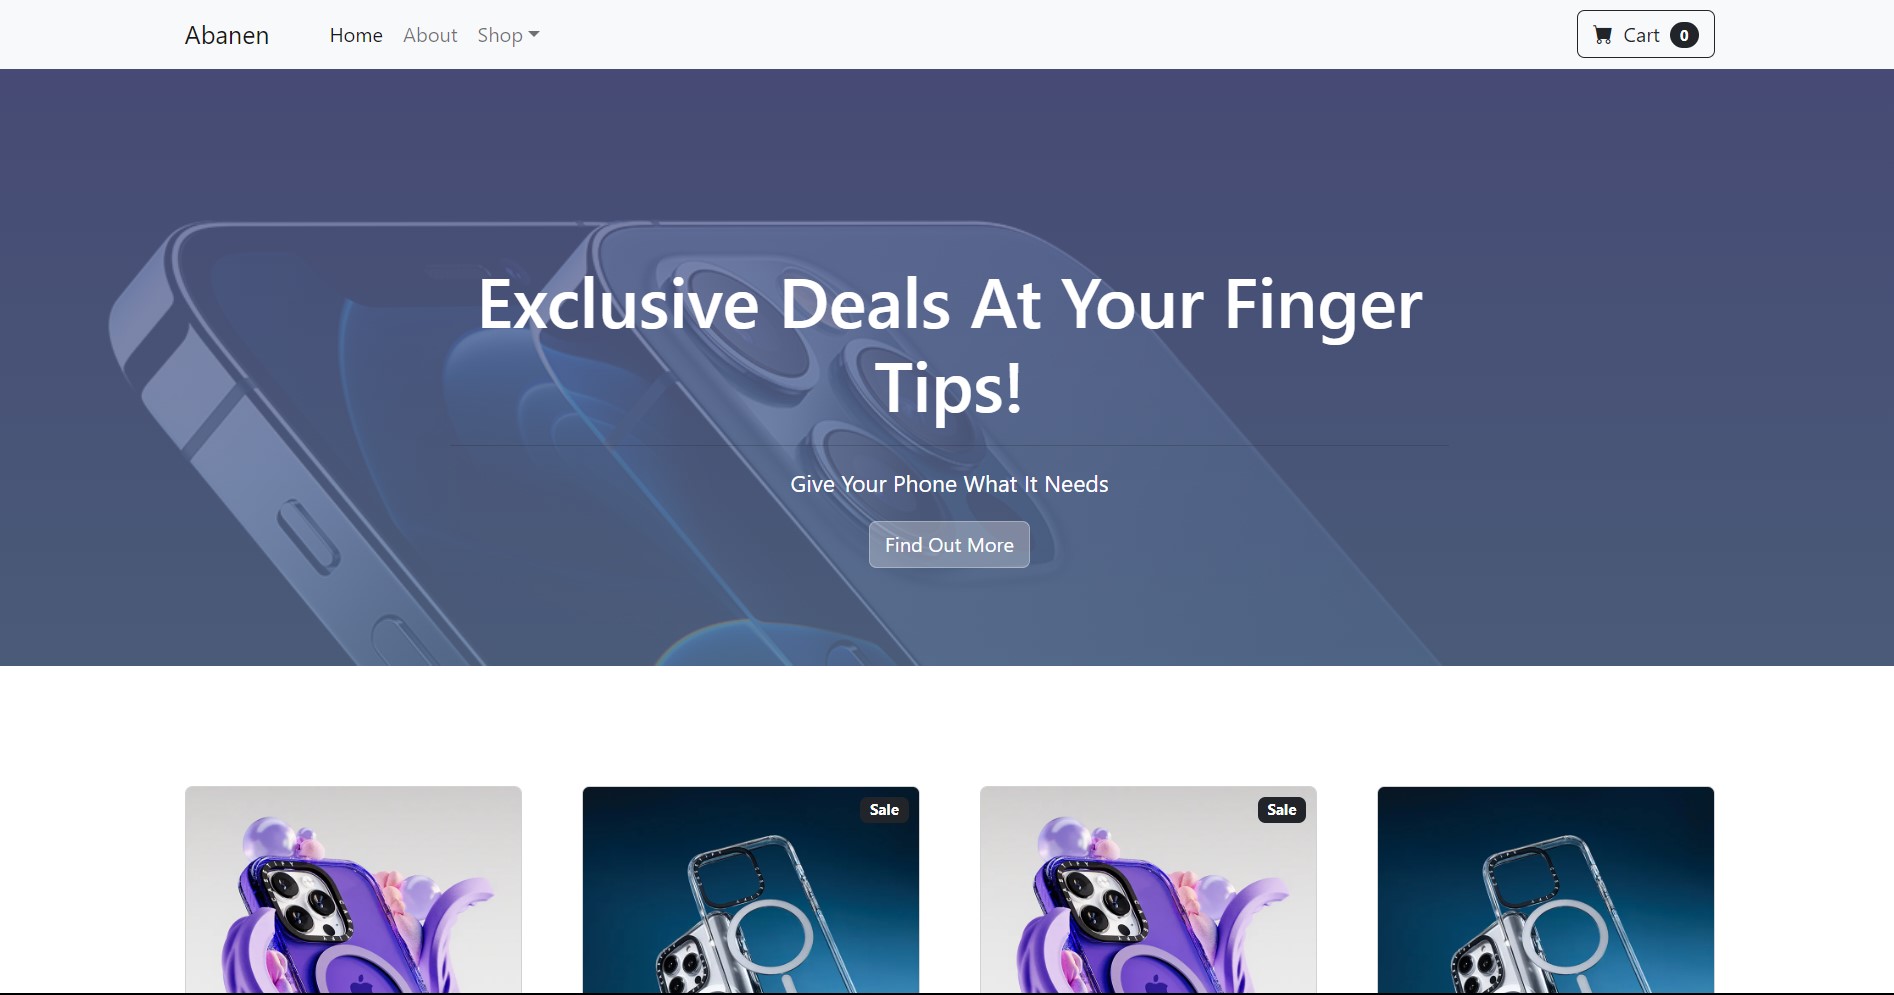 Abanen Home About Shop Cart 0
Exclusive Deals At Your Finger
Tips!
Give Your Phone What It Needs
Find Out More
Sale Sale